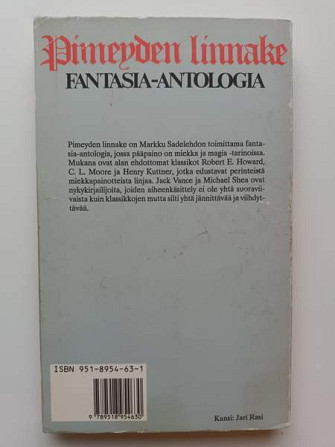 Pimeyden linnake
FANTASIA-ANTOLOGIA
Pimeyden linnake on Markku Sadelehdon toimittama fanta-
sia-antologia, jossa pääpaino on miekka ja magia -tarinoissa.
Mukana ovat alan ehdottomat klassikot Robert E. Howard,
C. L. Moore ja Henry Kuttner, jotka edustavat perinteistä
miekkapainotteista linjaa. Jack Vance ja Michael Shea ovat
nykykirjailijoita, joiden aiheenkäsittely ei ole yhtä suoravii-
vaista kuin klassikkojen mutta silti yhtä jännittävää ja viihdyt-
tävää.
ISBN 951-8954-63-1
9 789518 954630
Kansi: Jari Rasi